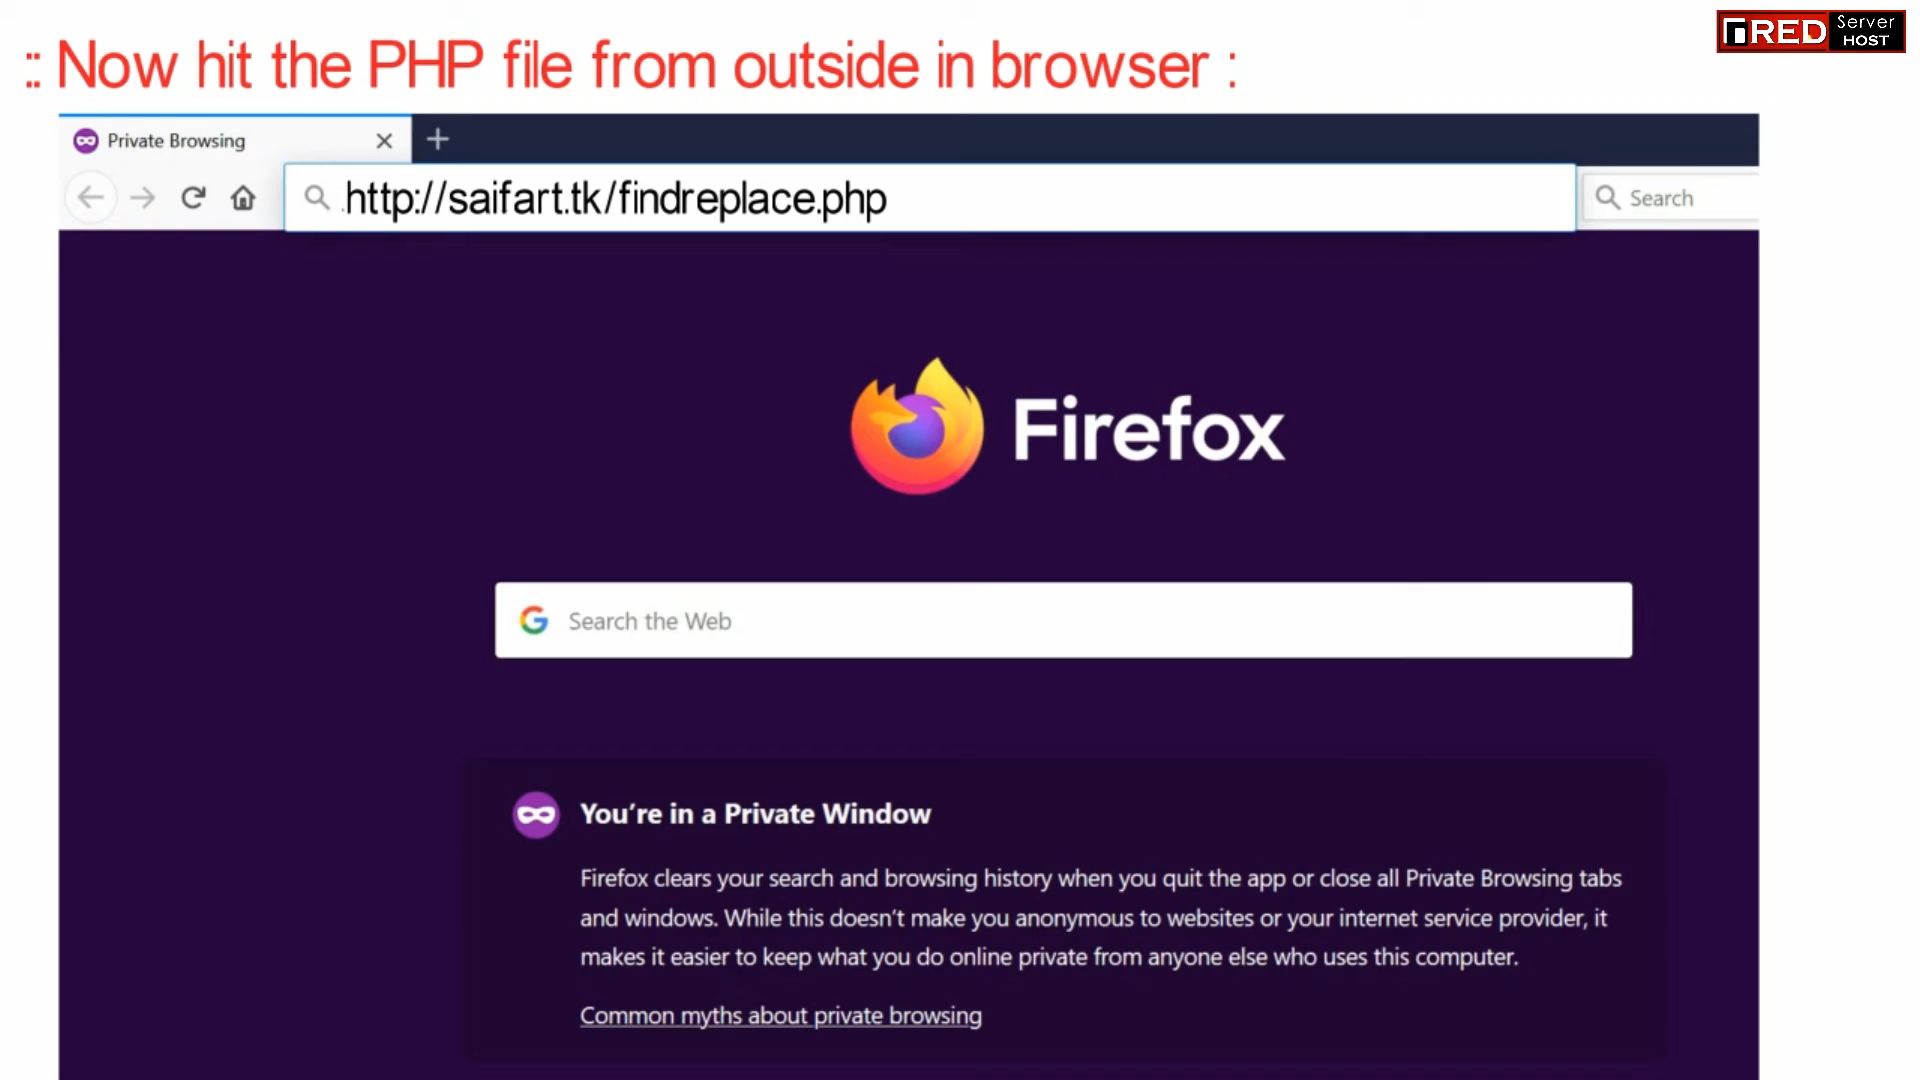 RED Server HOST
:: Now hit the PHP file from outside in browser :
Private Browsing
http://saifart.tk/findreplace.php
Search
Firefox
Search the Web
You're in a Private Window
Firefox clears your search and browsing history when you quit the app or close all Private Browsing tabs
and windows. While this doesn't make you anonymous to websites or your internet service provider, it
makes it easier to keep what you do online private from anyone else who uses this computer.
Common myths about private browsing